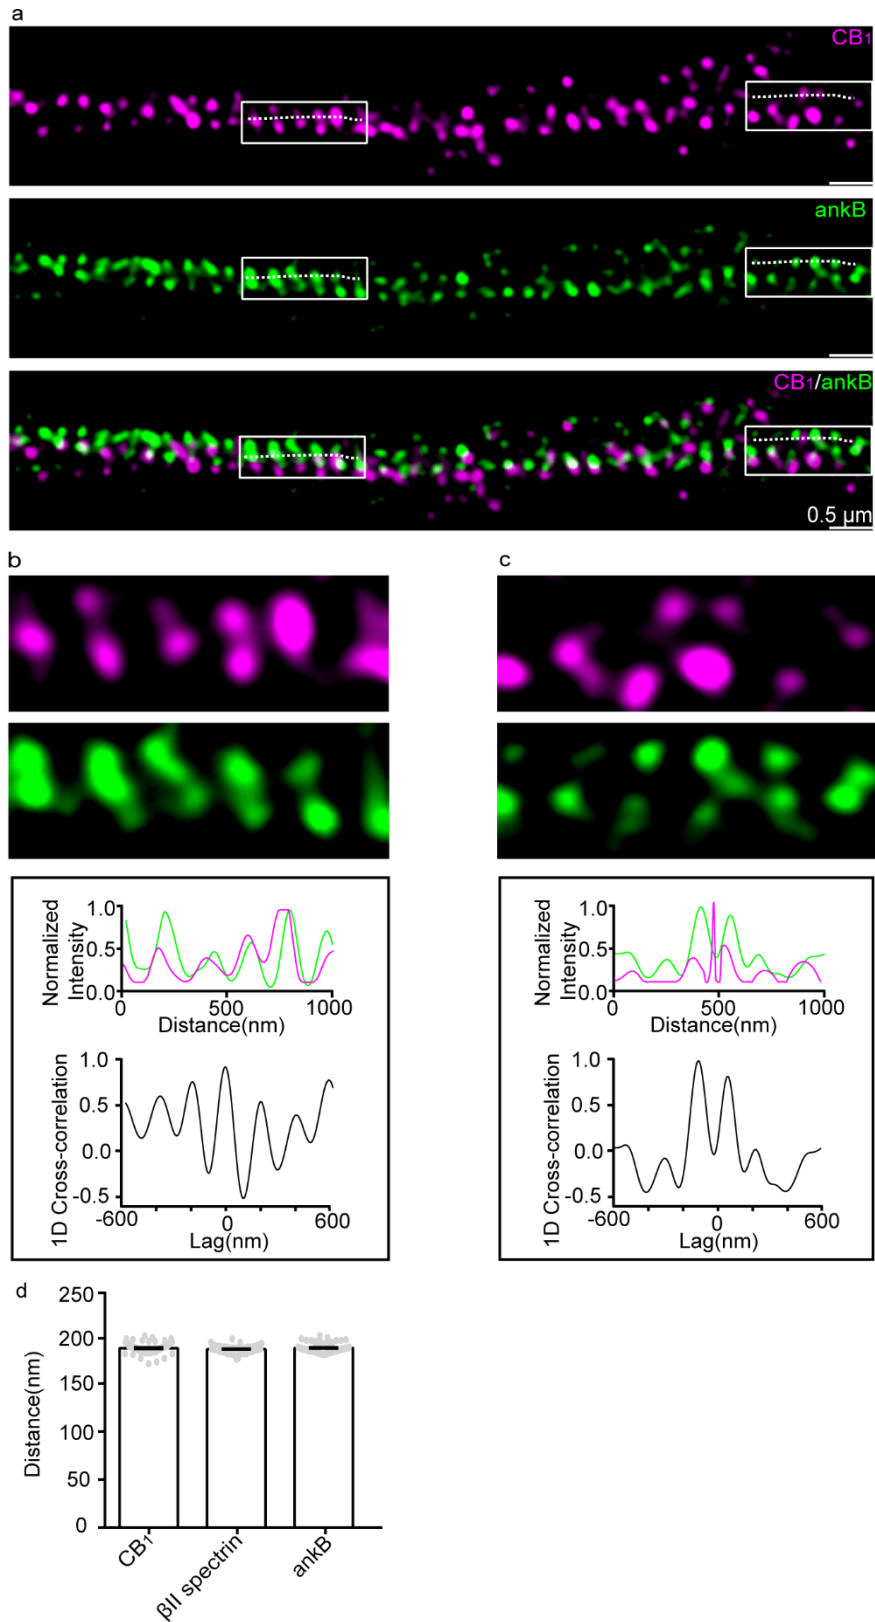 a
CB1
ankB
CB1/ankB
0.5 µm
b
c
Normalized
Intensity
1.0
0.5
0.0
0
500
1000
Distance(nm)
1D Cross-correlation
1.0
0.5
0.0
-0.5
-600
0
600
Lag(nm)
Normalized
Intensity
1.0
0.5
0.0
0
500
1000
Distance(nm)
1D Cross-correlation
1.0
0.5
0.0
-0.5
-600
0
600
Lag(nm)
d
Distance(nm)
250
200
150
100
50
0
CB1
βII spectrin
ankB